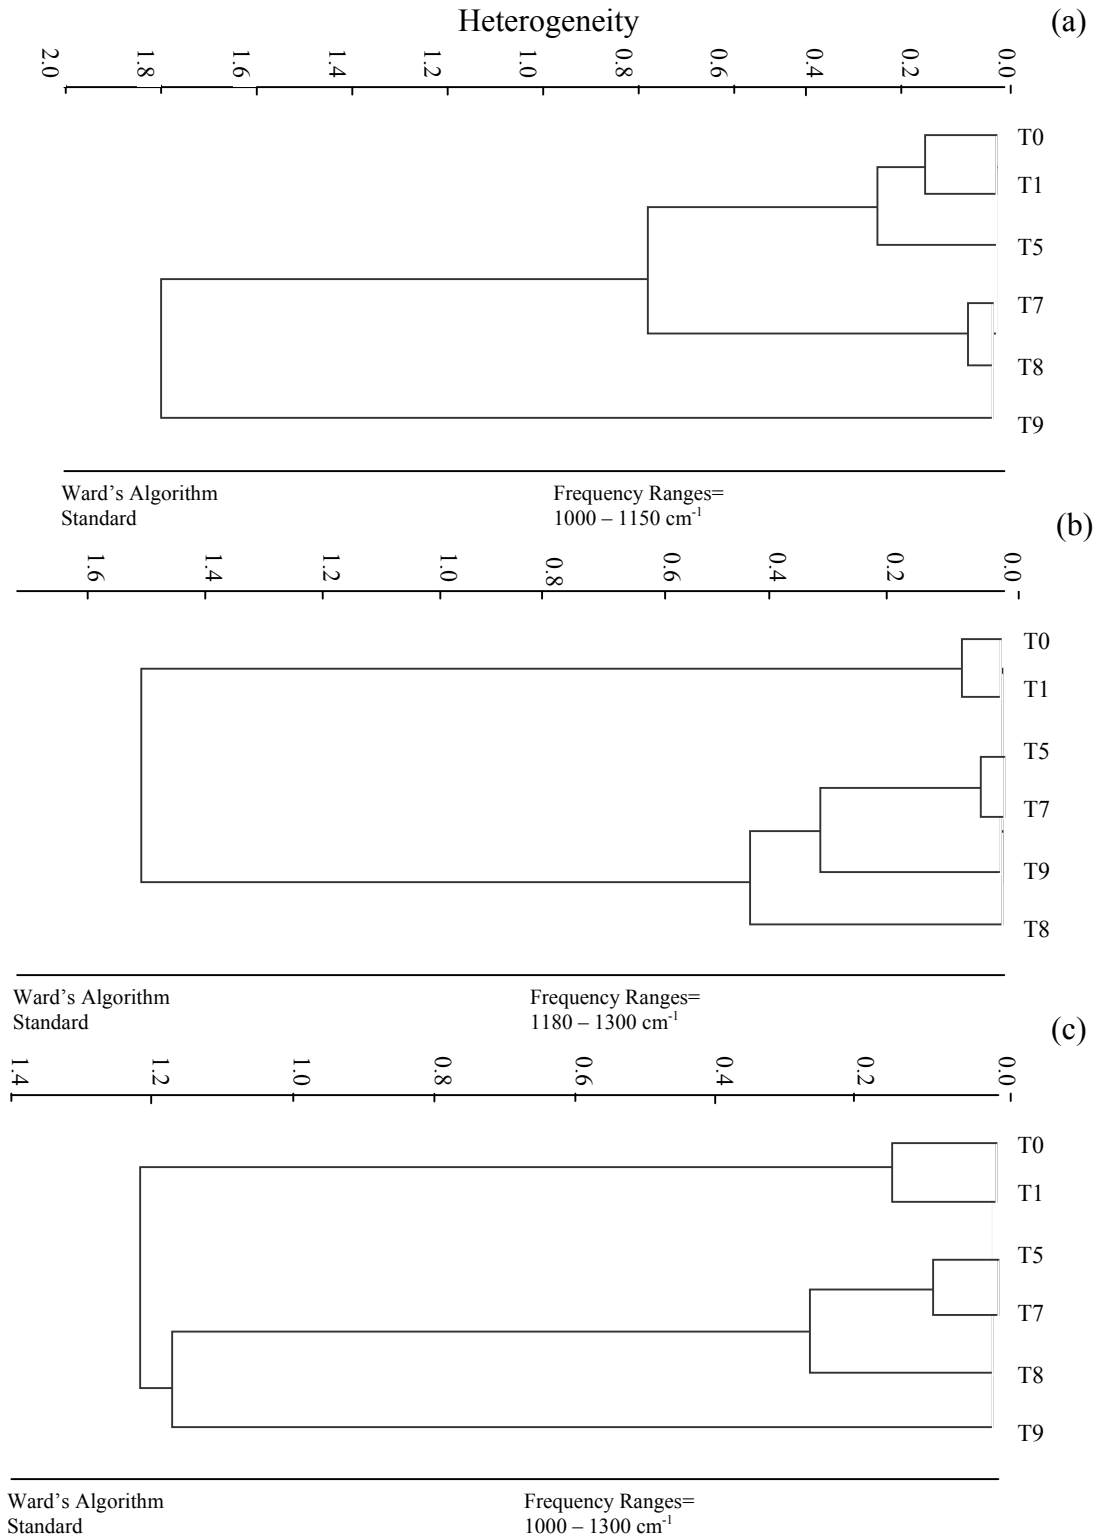 Heterogeneity
(a)
2.0 1.8 1.6 1.4 1.2 1.0 0.8 0.6 0.4 0.2 0.0
T0
T1
T5
T7
T8
T9
Ward’s Algorithm
Standard
Frequency Ranges=
1000 – 1150 cm-1
(b)
1.6 1.4 1.2 1.0 0.8 0.6 0.4 0.2 0.0
T0
T1
T5
T7
T9
T8
Ward’s Algorithm
Standard
Frequency Ranges=
1180 – 1300 cm-1
(c)
1.4 1.2 1.0 0.8 0.6 0.4 0.2 0.0
T0
T1
T5
T7
T8
T9
Ward’s Algorithm
Standard
Frequency Ranges=
1000 – 1300 cm-1